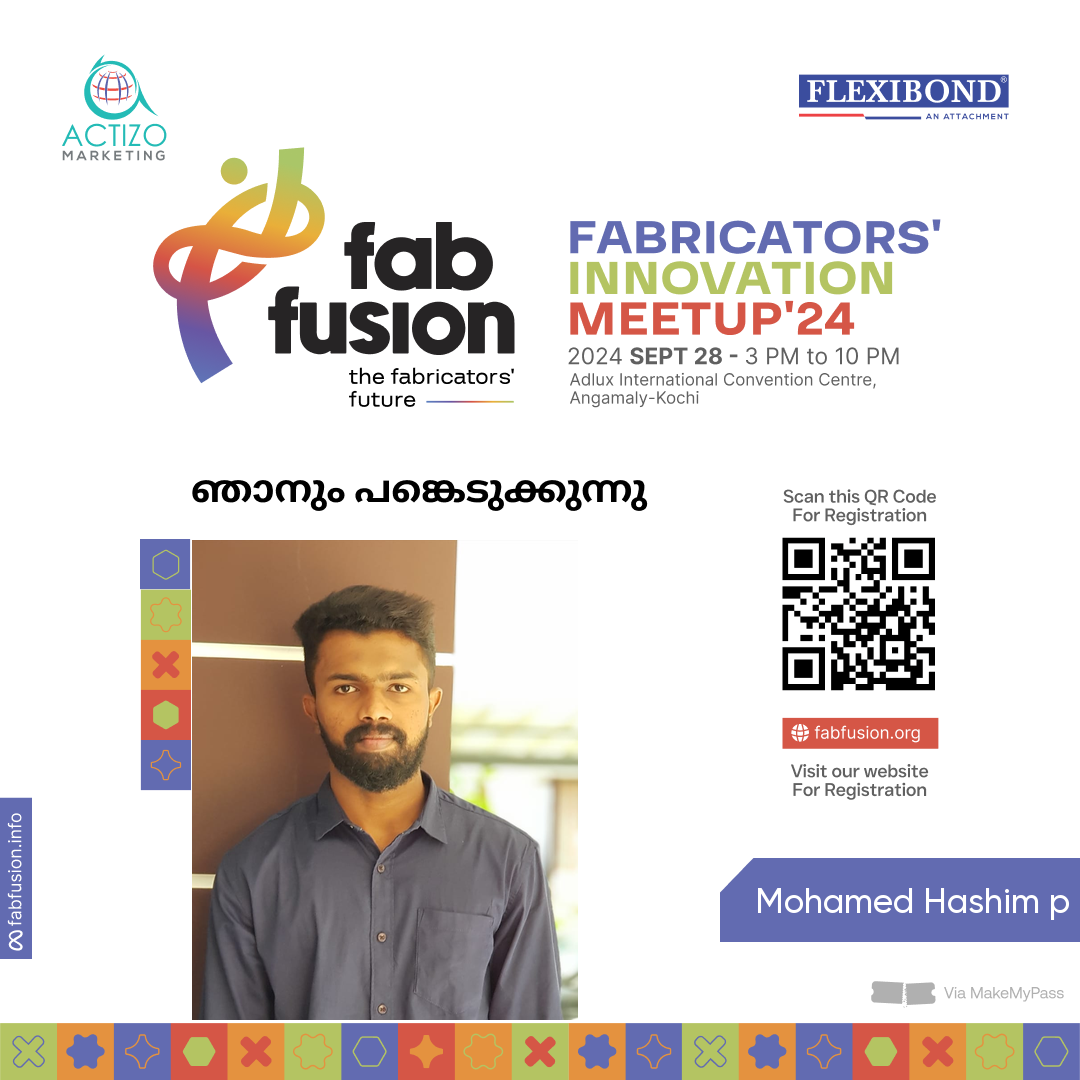 ACTIZO
MARKETING
FLEXIBOND®
AN ATTACHMENT
fab
fusion
the fabricators'
future
FABRICATORS'
INNOVATION
MEETUP'24
2024 SEPT 28 - 3 PM to 10 PM
Adlux International Convention Centre,
Angamaly-Kochi
ഞാനും പങ്കെടുക്കുന്നു
Scan this QR Code
For Registration
fabfusion.org
Visit our website
For Registration
fabfusion.info
Mohamed Hashim p
Via MakeMyPass